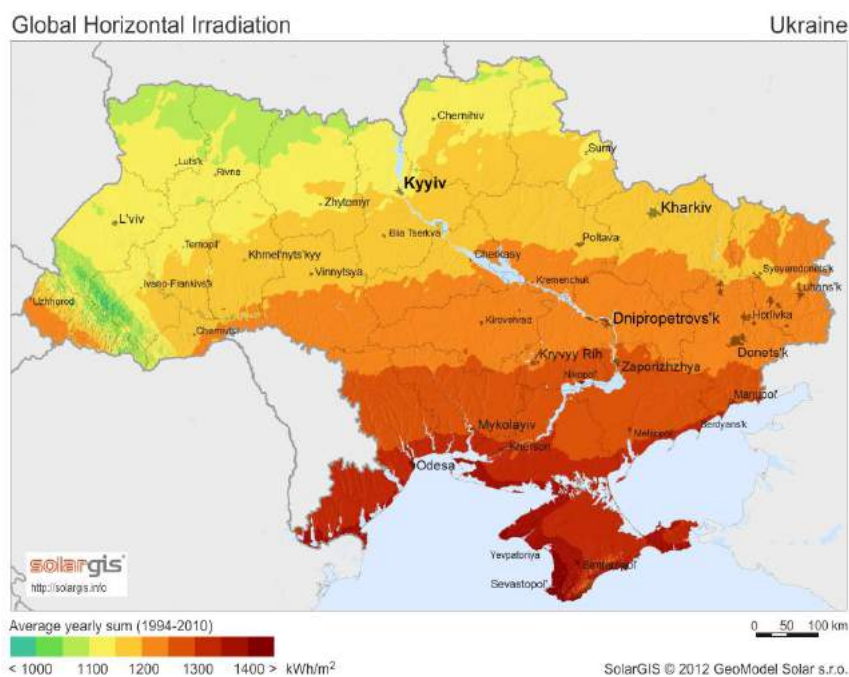 Global Horizontal Irradiation
Ukraine
Chernihiv
Luts'k
Rivne
Sumy
Kyyiv
Zhytomyr
Kharkiv
L'viv
Bila Tserkva
Poltava
Ternopil'
Khmel'nyts'kyy
Cherkasy
Vinnytsya
Syeverodonets'k
Ivano-Frankivs'k
Kremenchuk
Luhans'k
Uzhhorod
Kirovohrad
Dnipropetrovs'k
Horlivka
Chernivtsi
Donets'k
Kryvyy Rih
Zaporizhzhya
Nikopol'
Mariupol'
Mykolayiv
Melitopol'
Berdyans'k
Kherson
Odesa
Yevpatoriya
Simferopol'
Sevastopol'
solargis
http://solargis.info
Average yearly sum (1994-2010)
0 50 100 km
< 1000 1100 1200 1300 1400 > kWh/m²
SolarGIS © 2012 GeoModel Solar s.r.o.